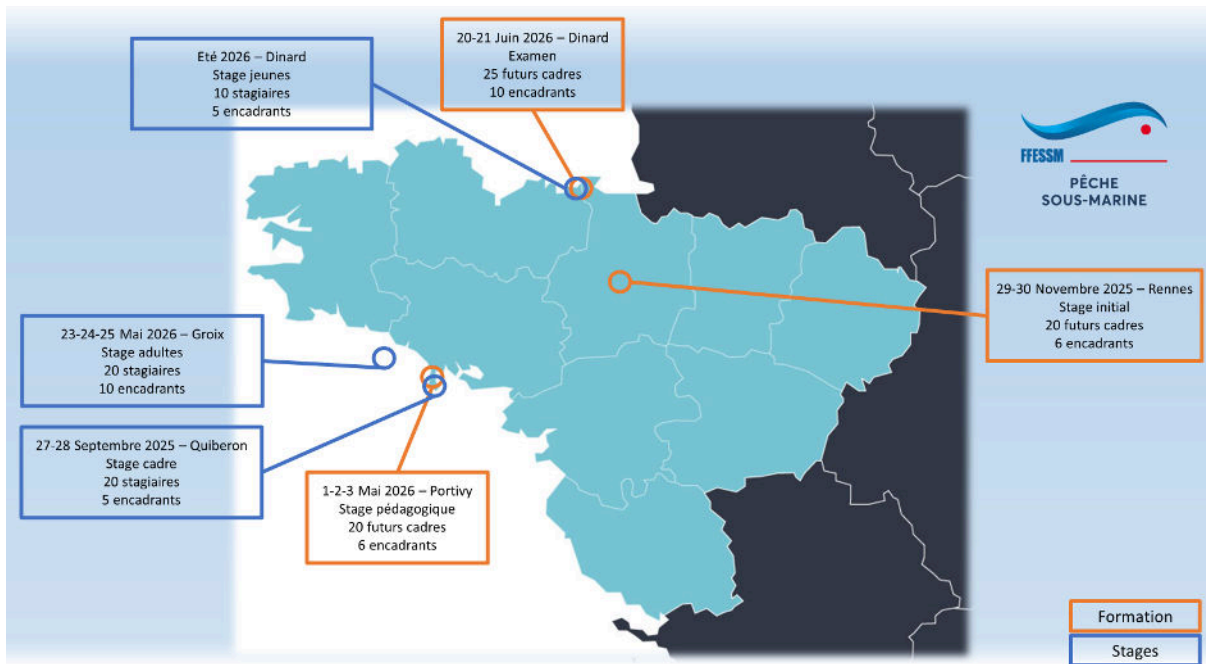 Eté 2026 – Dinard
Stage jeunes
10 stagiaires
5 encadrants
20-21 Juin 2026 – Dinard
Examen
25 futurs cadres
10 encadrants
FFESSM
PÊCHE
SOUS-MARINE
29-30 Novembre 2025 – Rennes
Stage initial
20 futurs cadres
6 encadrants
23-24-25 Mai 2026 – Groix
Stage adultes
20 stagiaires
10 encadrants
27-28 Septembre 2025 – Quiberon
Stage cadre
20 stagiaires
5 encadrants
1-2-3 Mai 2026 – Portivy
Stage pédagogique
20 futurs cadres
6 encadrants
Formation
Stages